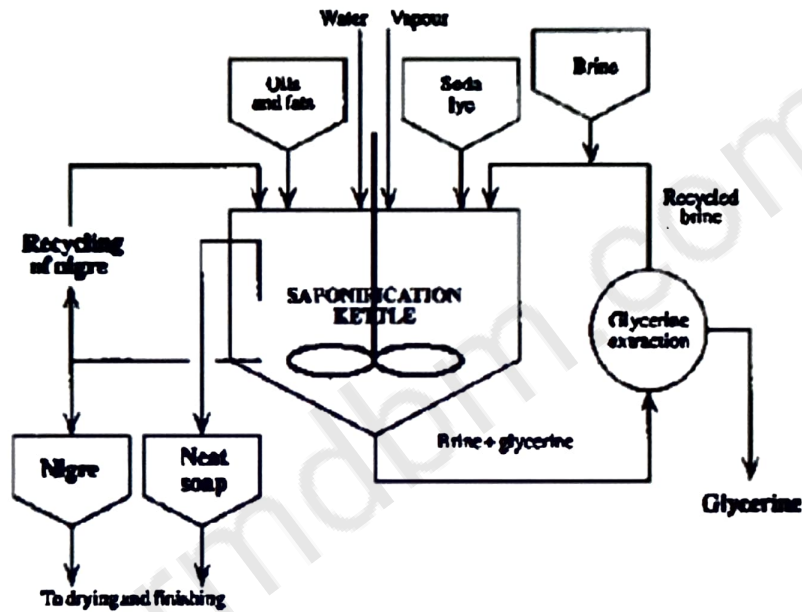 Water Vapour
Oils
and fats
Soda
lye
Brine
Recycled
brine
Recycling
of nigre
SAPONIFICATION
KETTLE
Glycerine
extraction
Brine + glycerine
Nigre
Neat
soap
Glycerine
To drying and finishing